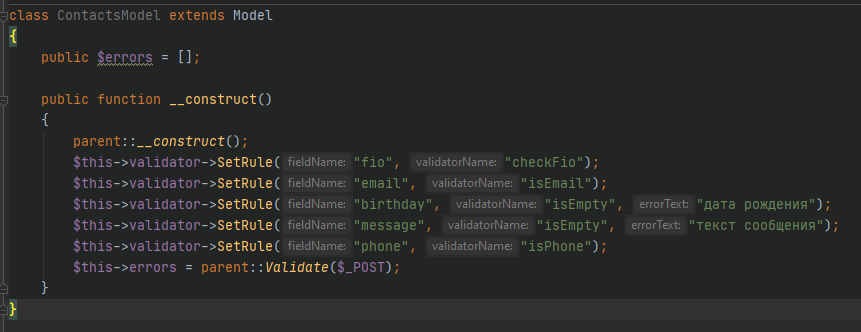 class ContactsModel extends Model
{
    public $errors = [];

    public function __construct()
    {
        parent::__construct();
        $this->validator->SetRule( fieldName: "fio", validatorName: "checkFio");
        $this->validator->SetRule( fieldName: "email", validatorName: "isEmail");
        $this->validator->SetRule( fieldName: "birthday", validatorName: "isEmpty", errorText: "дата рождения");
        $this->validator->SetRule( fieldName: "message", validatorName: "isEmpty", errorText: "текст сообщения");
        $this->validator->SetRule( fieldName: "phone", validatorName: "isPhone");
        $this->errors = parent::Validate($_POST);
    }
}